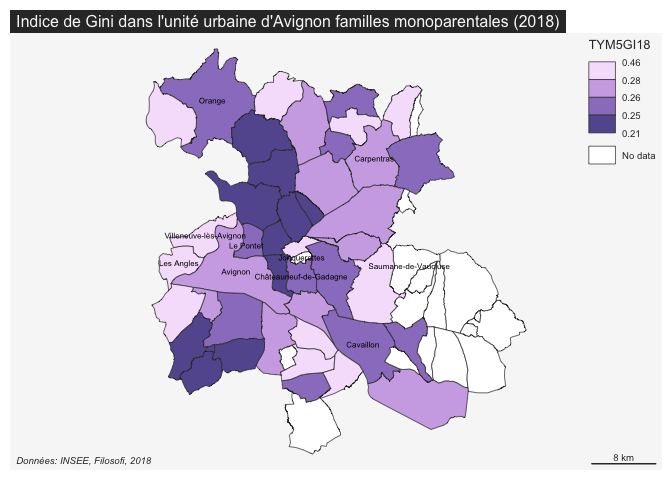 Indice de Gini dans l'unité urbaine d'Avignon familles monoparentales (2018)
TYM5GI18
0.46
0.28
0.26
0.25
0.21
No data
Orange
Carpentras
Villeneuve-lès-Avignon
Le Pontet
Jonquerettes
Les Angles
Saumane-de-Vaucluse
Avignon
Châteauneuf-de-Gadagne
Cavaillon
Données: INSEE, Filosofi, 2018
8 km